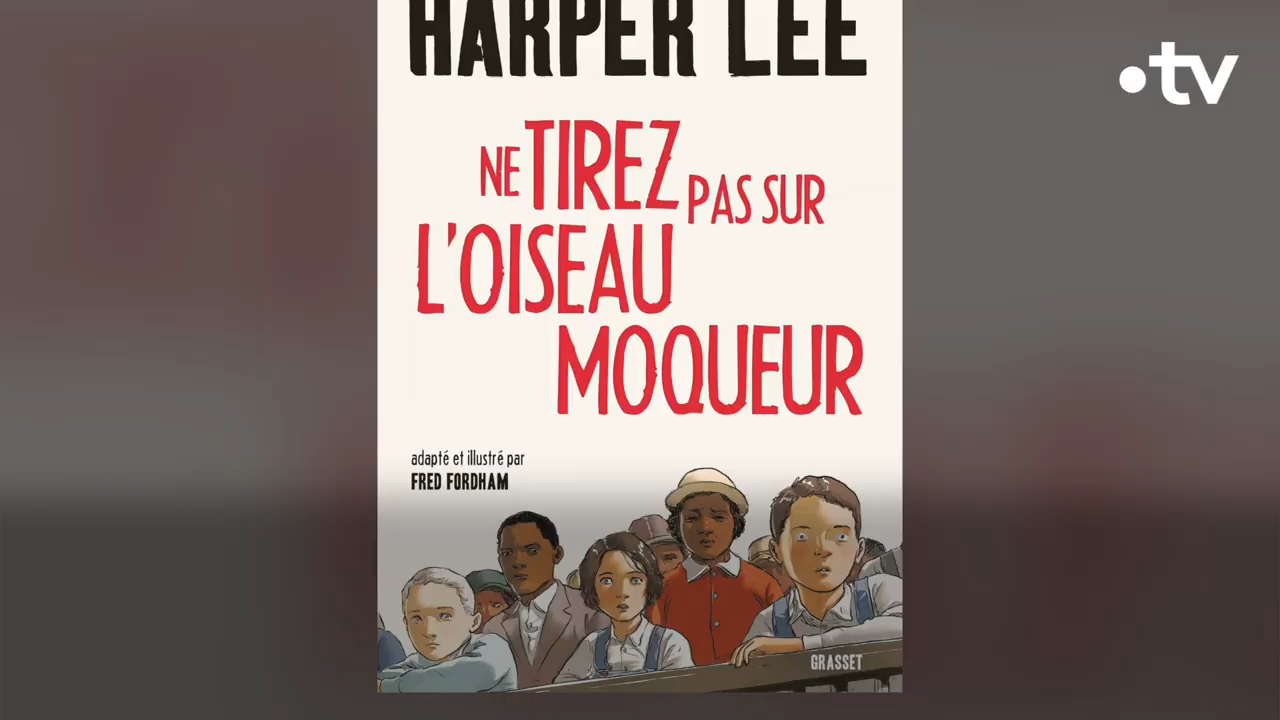 HARPER LEE
NE TIREZ PAS SUR
L'OISEAU
MOQUEUR
adapté et illustré par
FRED FORDHAM
GRASSET
•tv